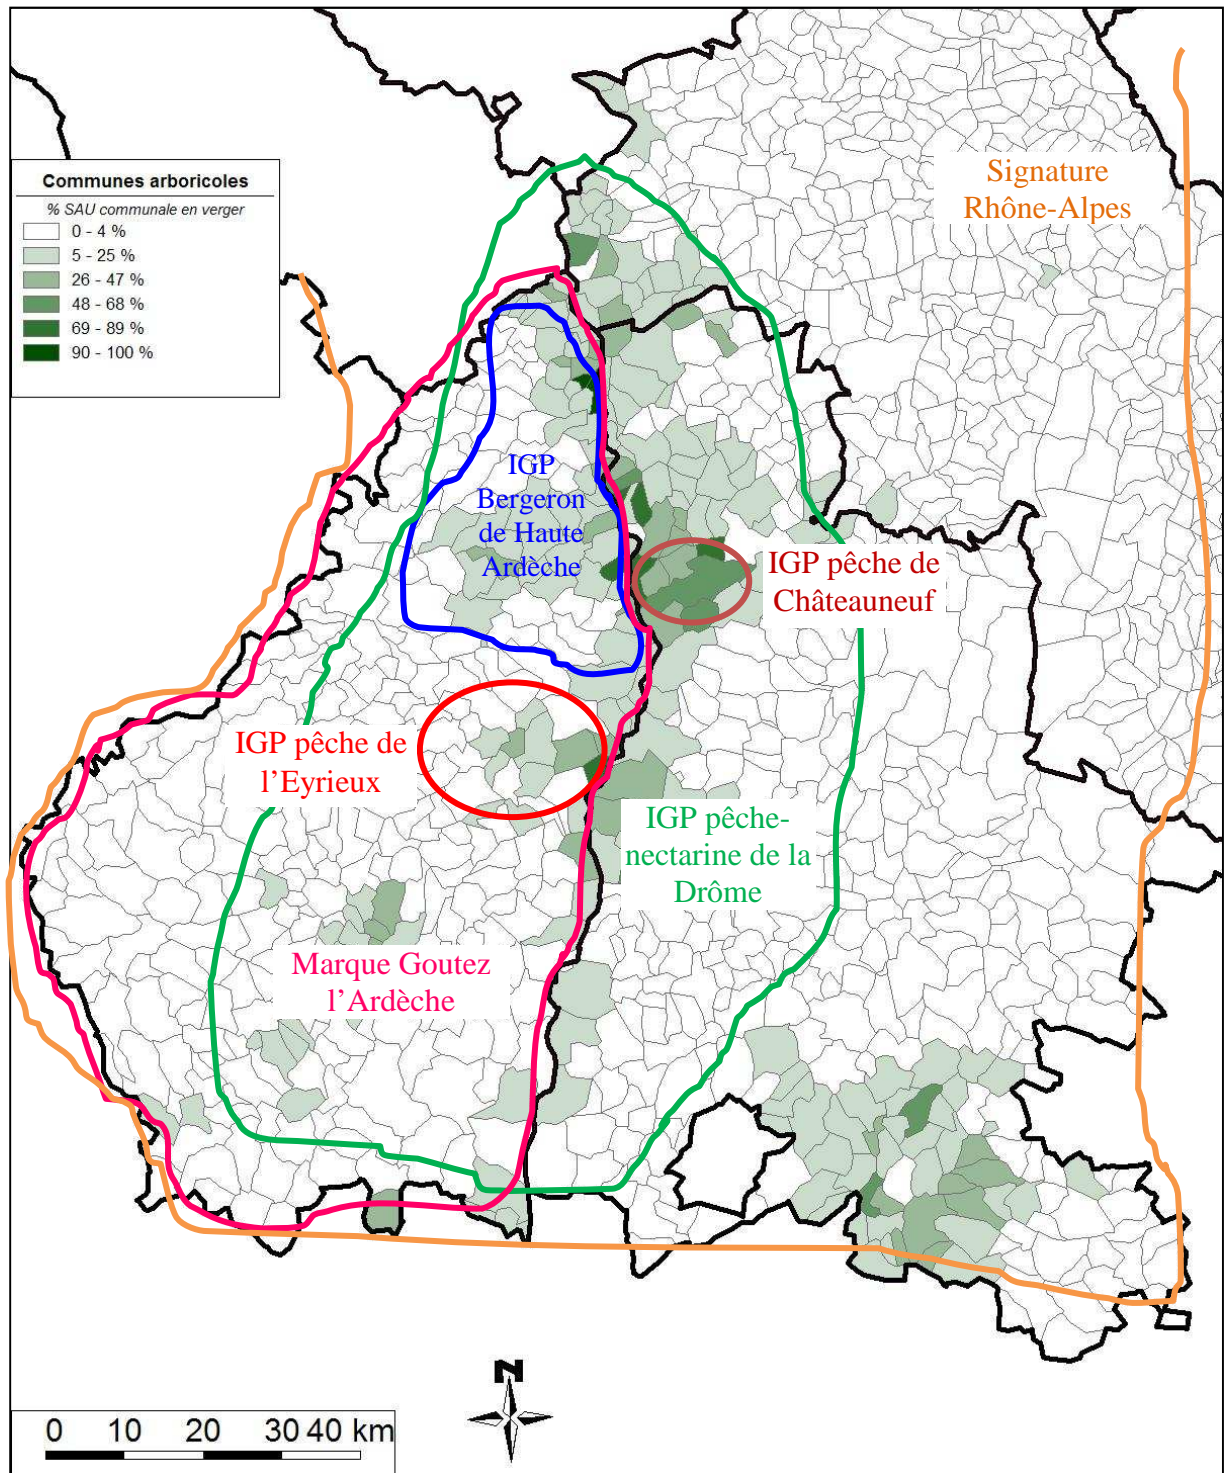 Communes arboricoles
% SAU communale en verger
0 - 4 %
5 - 25 %
26 - 47 %
48 - 68 %
69 - 89 %
90 - 100 %
Signature
Rhône-Alpes
IGP
Bergeron
de Haute
Ardèche
IGP pêche de
Châteauneuf
IGP pêche de
l’Eyrieux
IGP pêche-
nectarine de la
Drôme
Marque Goutez
l’Ardèche
N
0 10 20 30 40 km